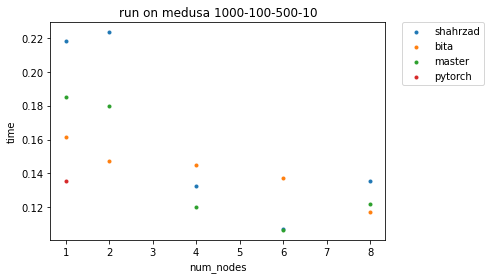 run on medusa 1000-100-500-10
shahrzad
bita
master
pytorch
time
0.22
0.20
0.18
0.16
0.14
0.12
1 2 3 4 5 6 7 8
num_nodes